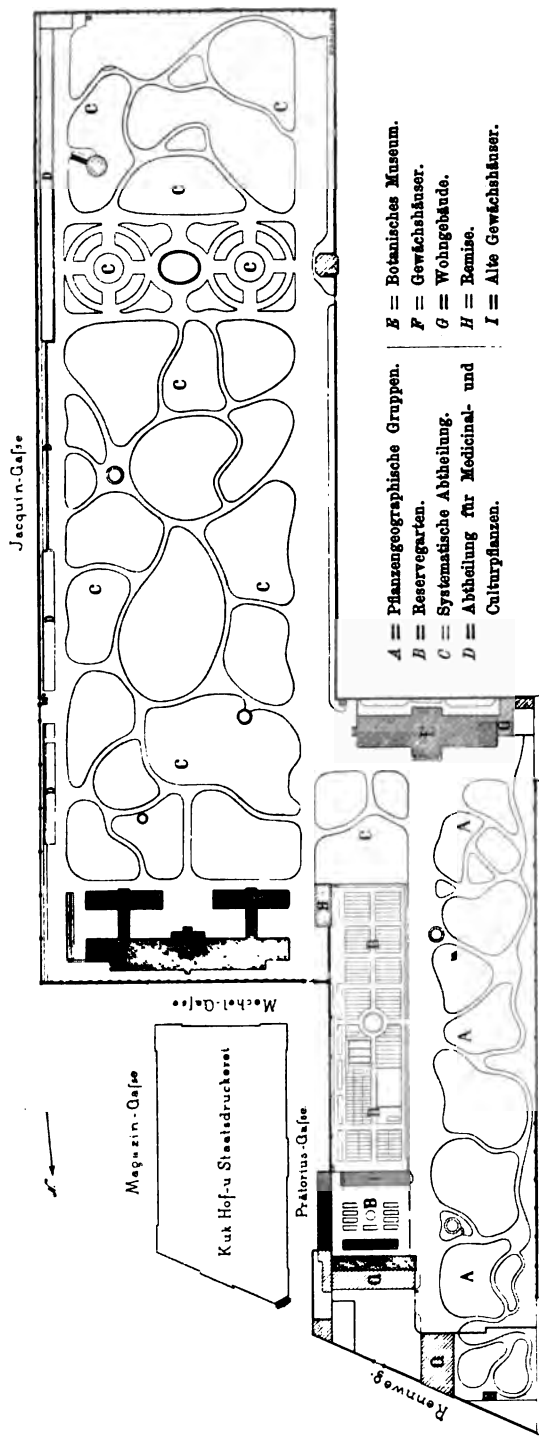 Jacquin-Gaſse
Mechel-Gaſse
Magazin-Gaſse
Kuk Hof-u Staatsdruckerei
Prätorius-Gaſse.
Rennweg.
N
D
D
D
D
C
C
C
C
C
C
C
C
C
C
H
C
B
B
B
E
G
G
G
A
A
A
A = Pflanzengeographische Gruppen.
B = Reservegarten.
C = Systematische Abtheilung.
D = Abtheilung für Medicinal- und
Culturpflanzen.
E = Botanisches Museum.
F = Gewächshäuser.
G = Wohngebäude.
H = Remise.
I = Alte Gewächshäuser.